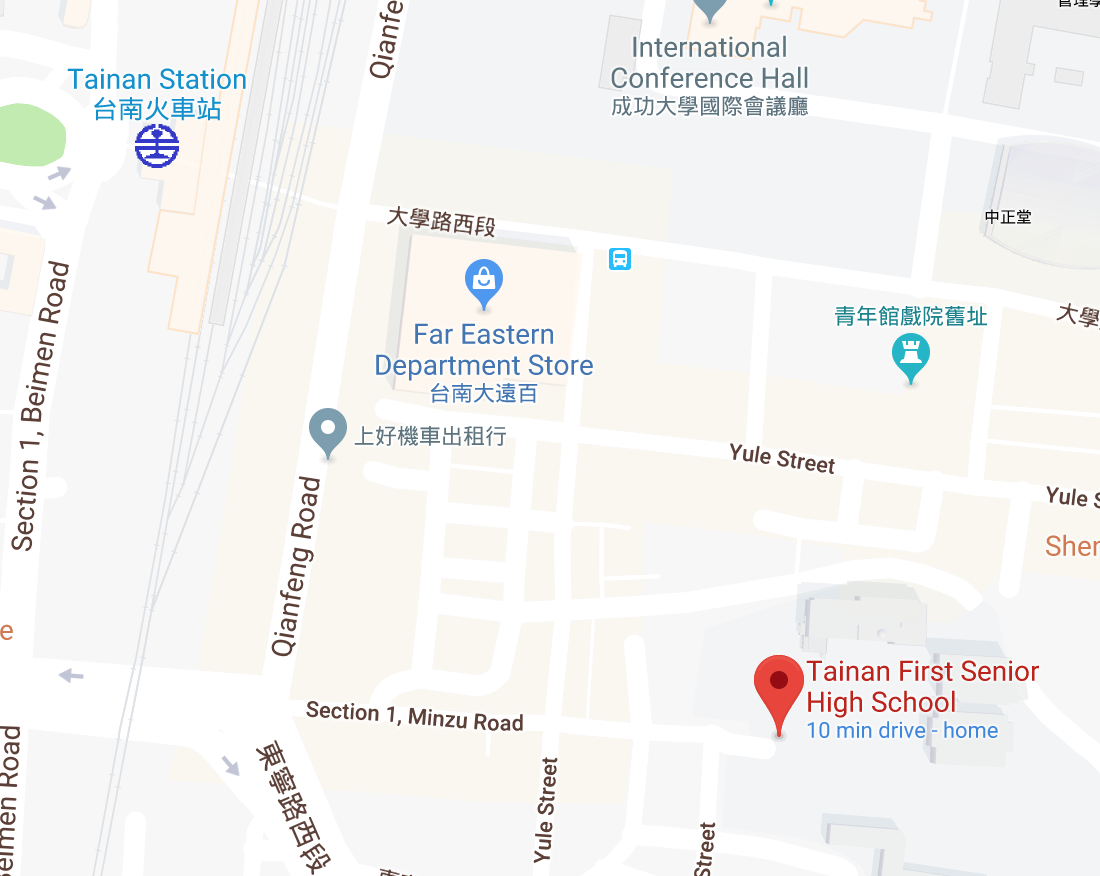 管理學
Qianfe
International
Conference Hall
成功大學國際會議廳
Tainan Station
台南火車站
大學路西段
中正堂
Far Eastern
Department Store
台南大遠百
青年館戲院舊址
大學
Section 1, Beimen Road
上好機車出租行
Yule Street
Yule S
Sher
Qianfeng Road
e
Tainan First Senior
High School
10 min drive - home
Section 1, Minzu Road
東寧路西段
Beimen Road
Yule Street
Street